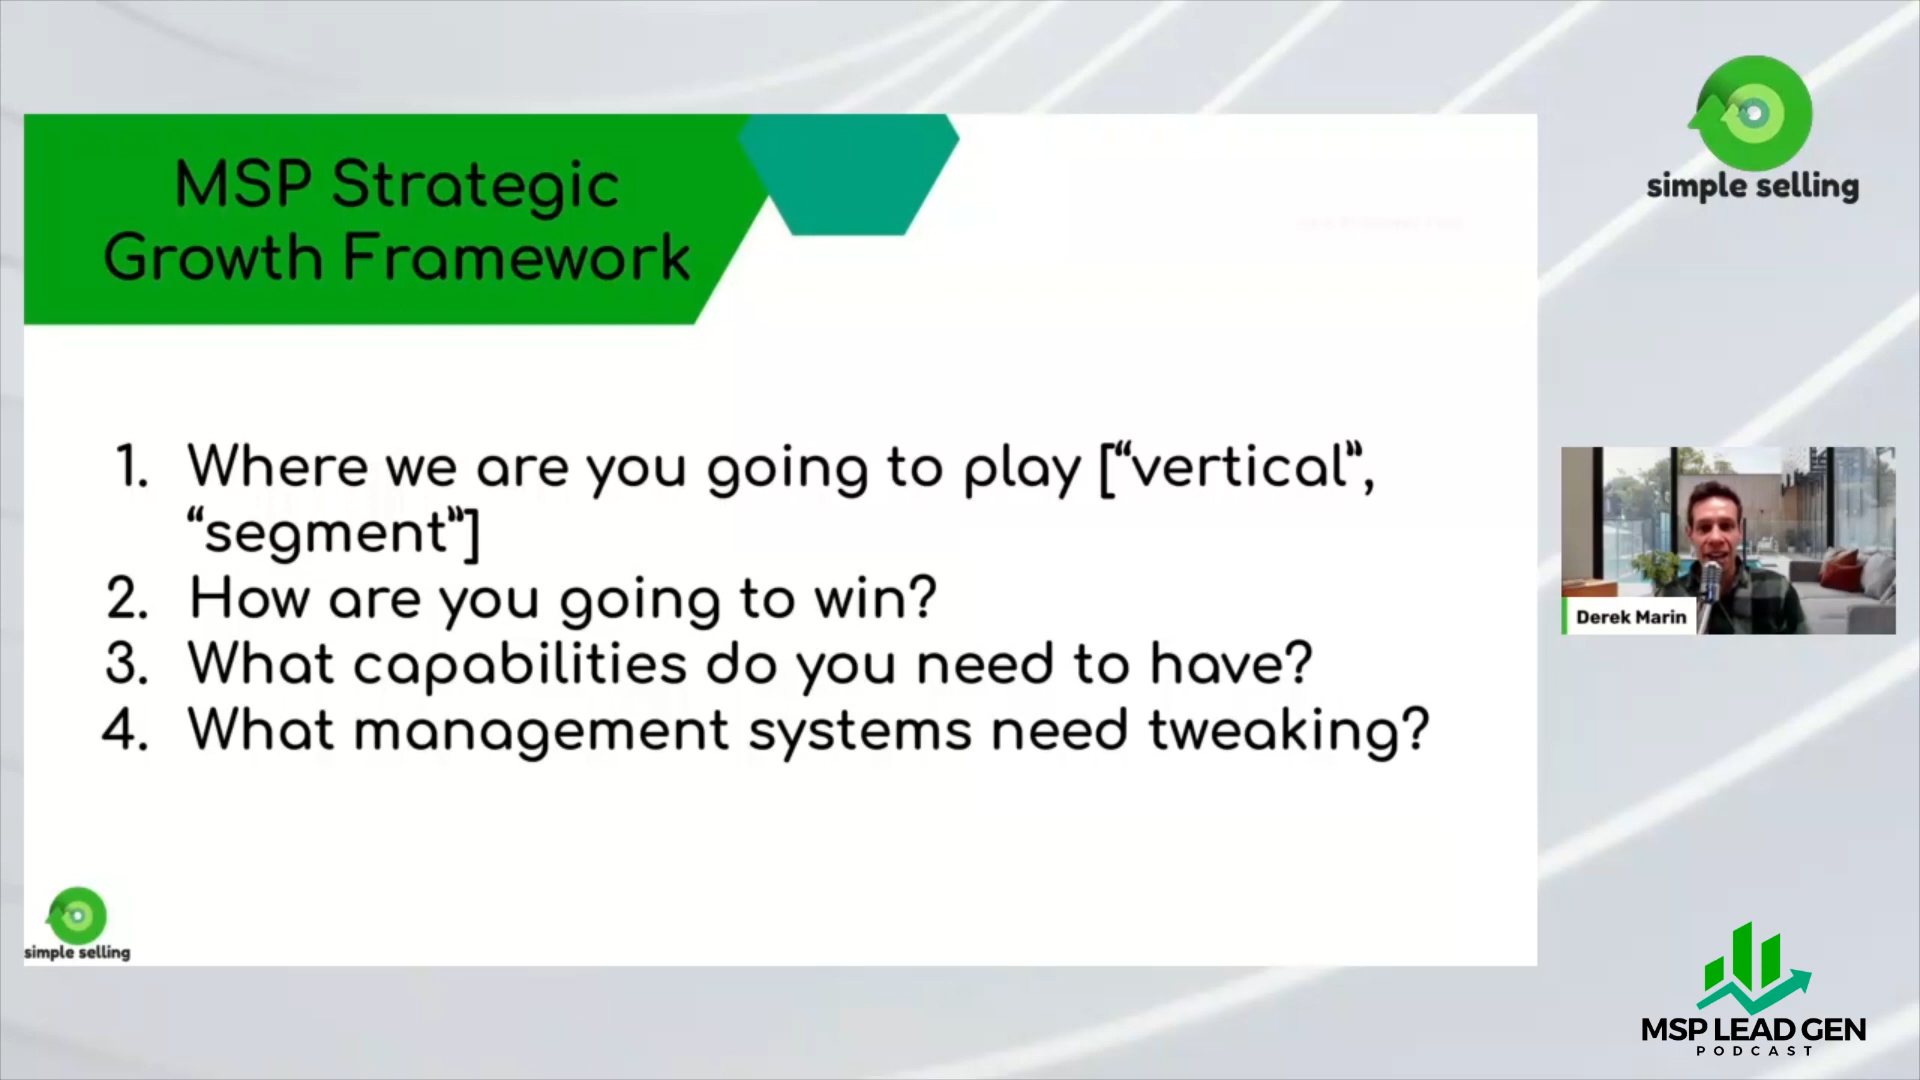 MSP Strategic
Growth Framework
1. Where we are you going to play [“vertical”,
“segment”]
2. How are you going to win?
3. What capabilities do you need to have?
4. What management systems need tweaking?
simple selling
simple selling
Derek Marin
MSP LEAD GEN
PODCAST